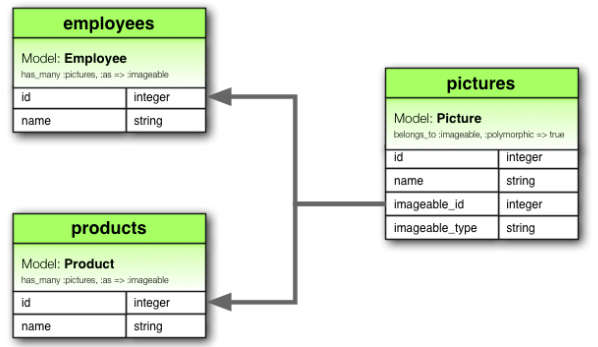 employees
Model: Employee
has_many :pictures, :as => :imageable
id integer
name string
pictures
Model: Picture
belongs_to :imageable, :polymorphic => true
id integer
name string
imageable_id integer
imageable_type string
products
Model: Product
has_many :pictures, :as => :imageable
id integer
name string